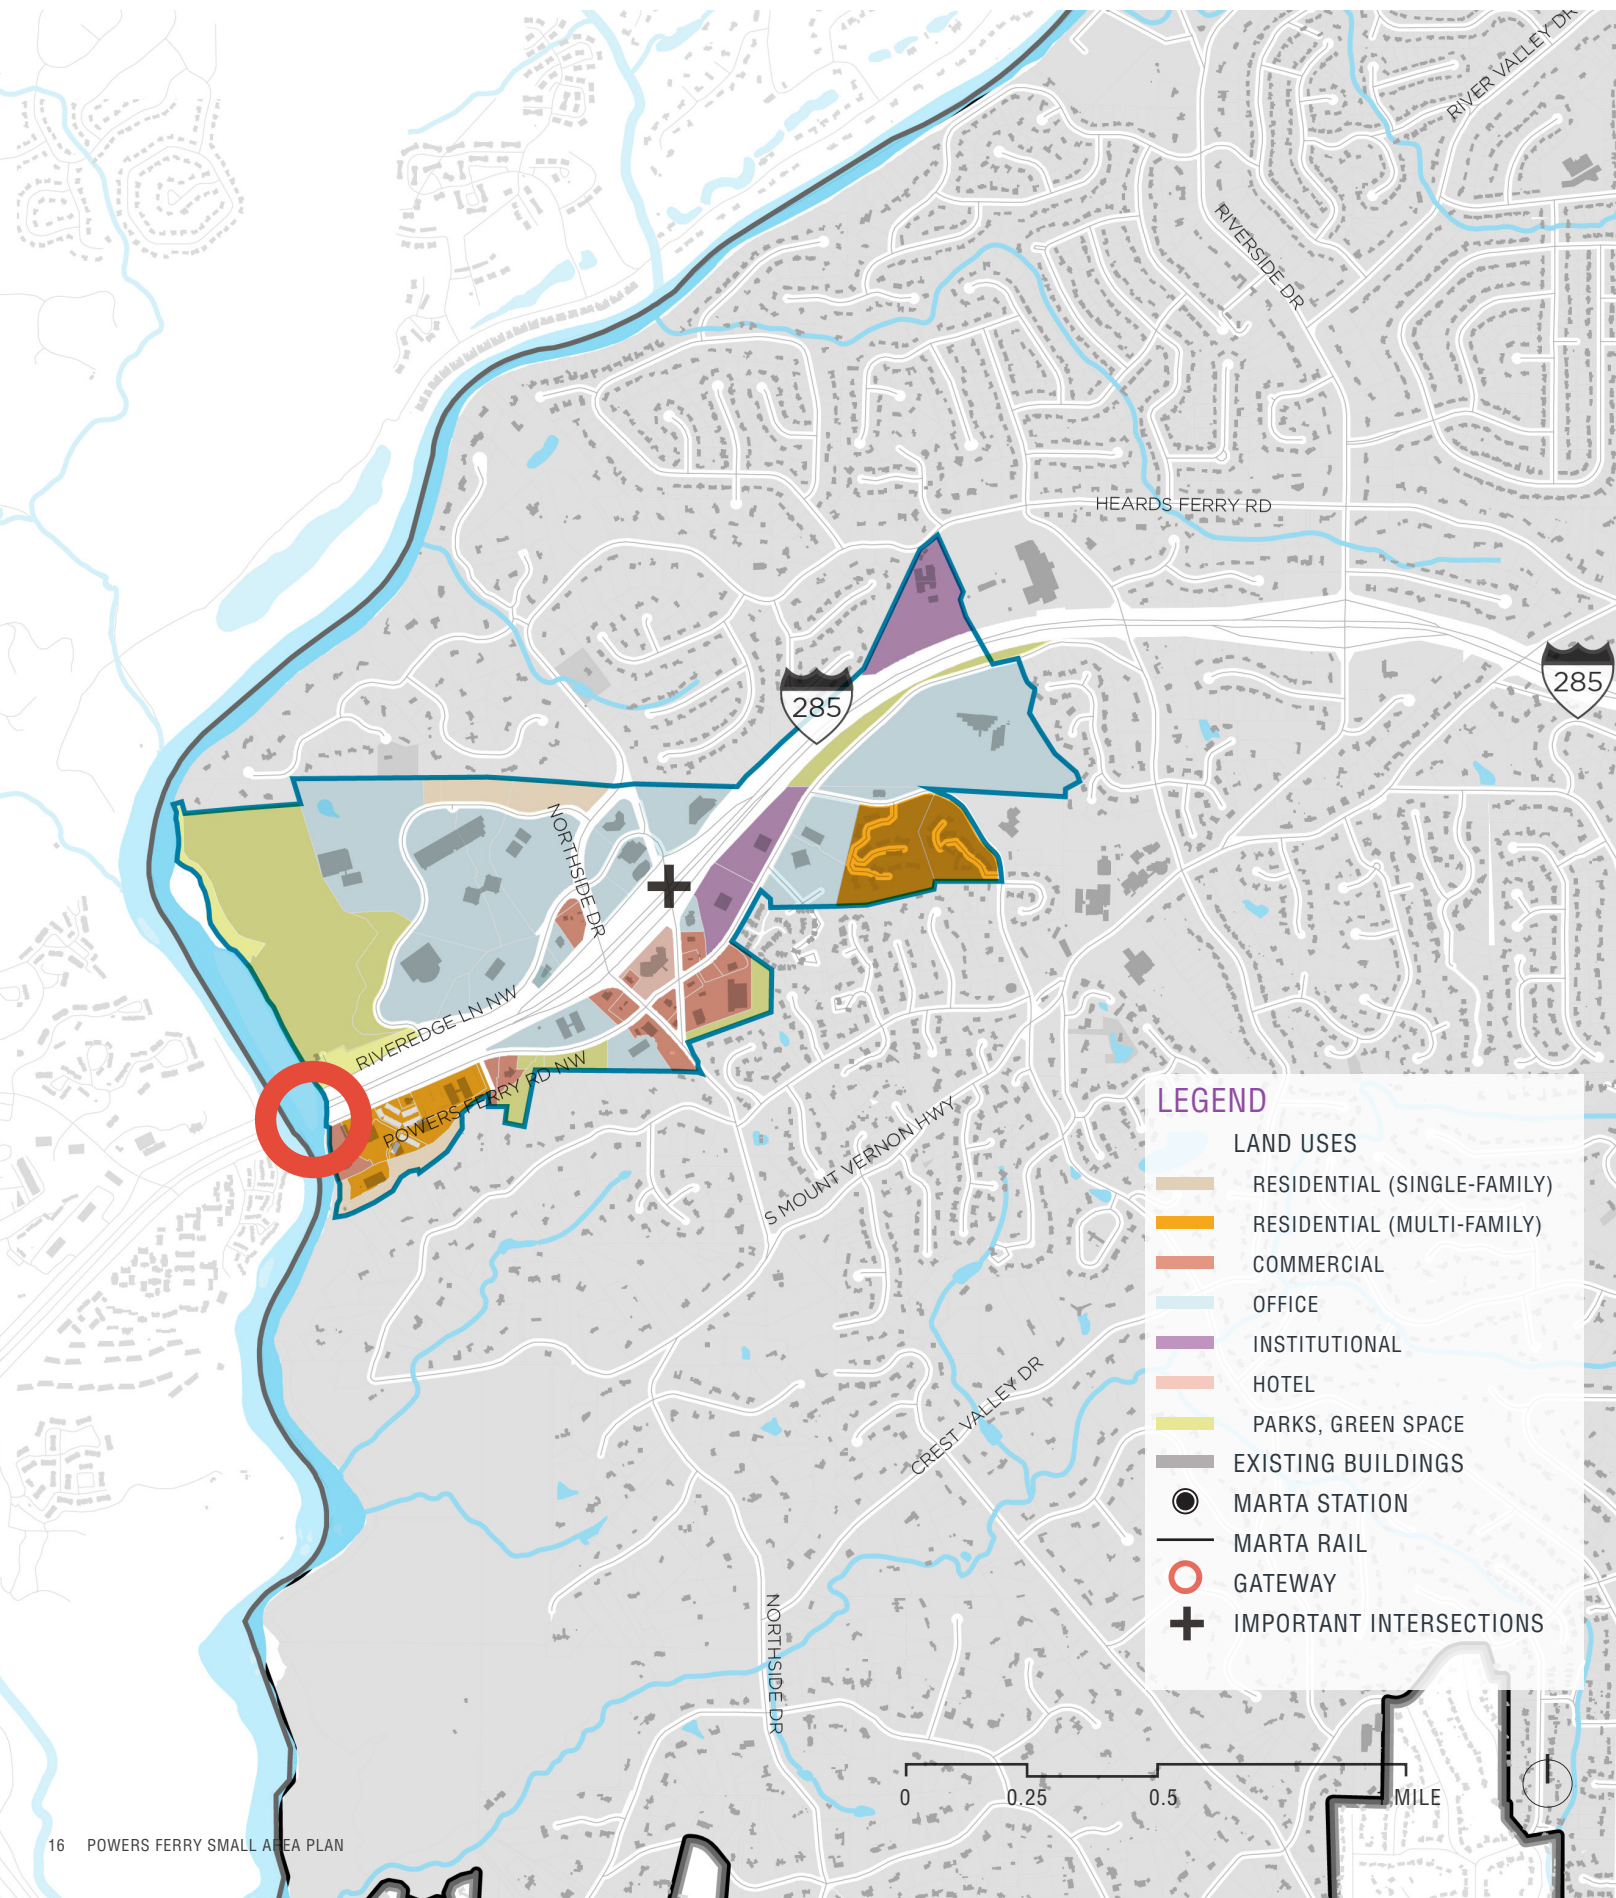 RIVER VALLEY DR
RIVERSIDE DR
HEARDS FERRY RD
285
285
NORTHSIDE DR
RIVEREDGE LN NW
POWERS FERRY RD NW
S MOUNT VERNON HWY
CREST VALLEY DR
NORTHSIDE DR
LEGEND
LAND USES
RESIDENTIAL (SINGLE-FAMILY)
RESIDENTIAL (MULTI-FAMILY)
COMMERCIAL
OFFICE
INSTITUTIONAL
HOTEL
PARKS, GREEN SPACE
EXISTING BUILDINGS
MARTA STATION
MARTA RAIL
GATEWAY
IMPORTANT INTERSECTIONS
0 0.25 0.5 1 MILE
16 POWERS FERRY SMALL AREA PLAN